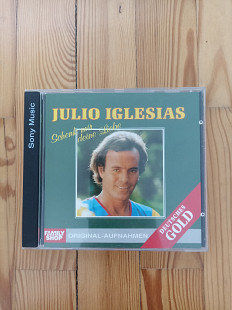 Sony Music
JULIO IGLESIAS
Schenk mir
deine Liebe
FAMILY
SHOP
ORIGINAL-AUFNAHMEN
DEUTSCHES
GOLD